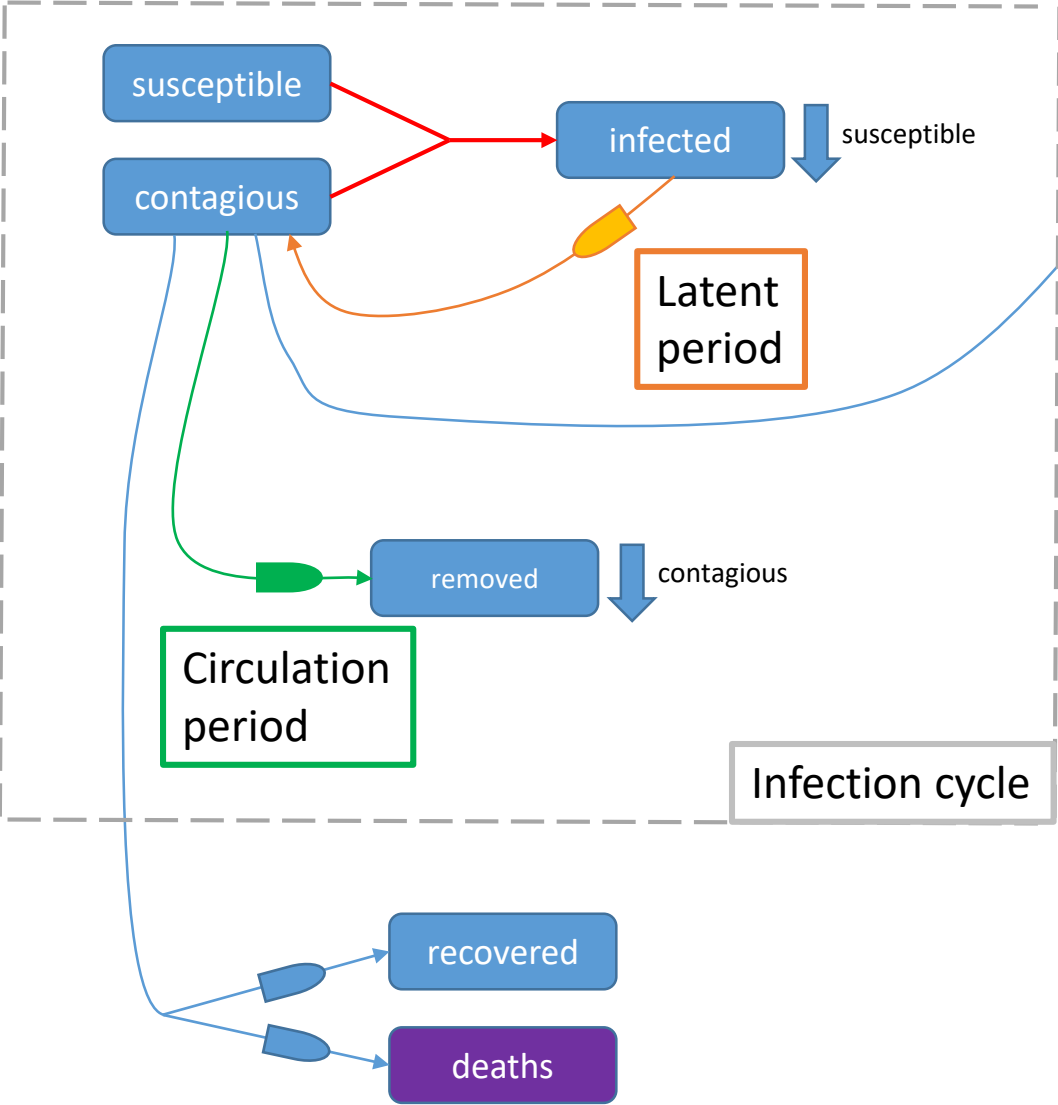 susceptible
infected
susceptible
contagious
Latent
period
removed
contagious
Circulation
period
Infection cycle
recovered
deaths